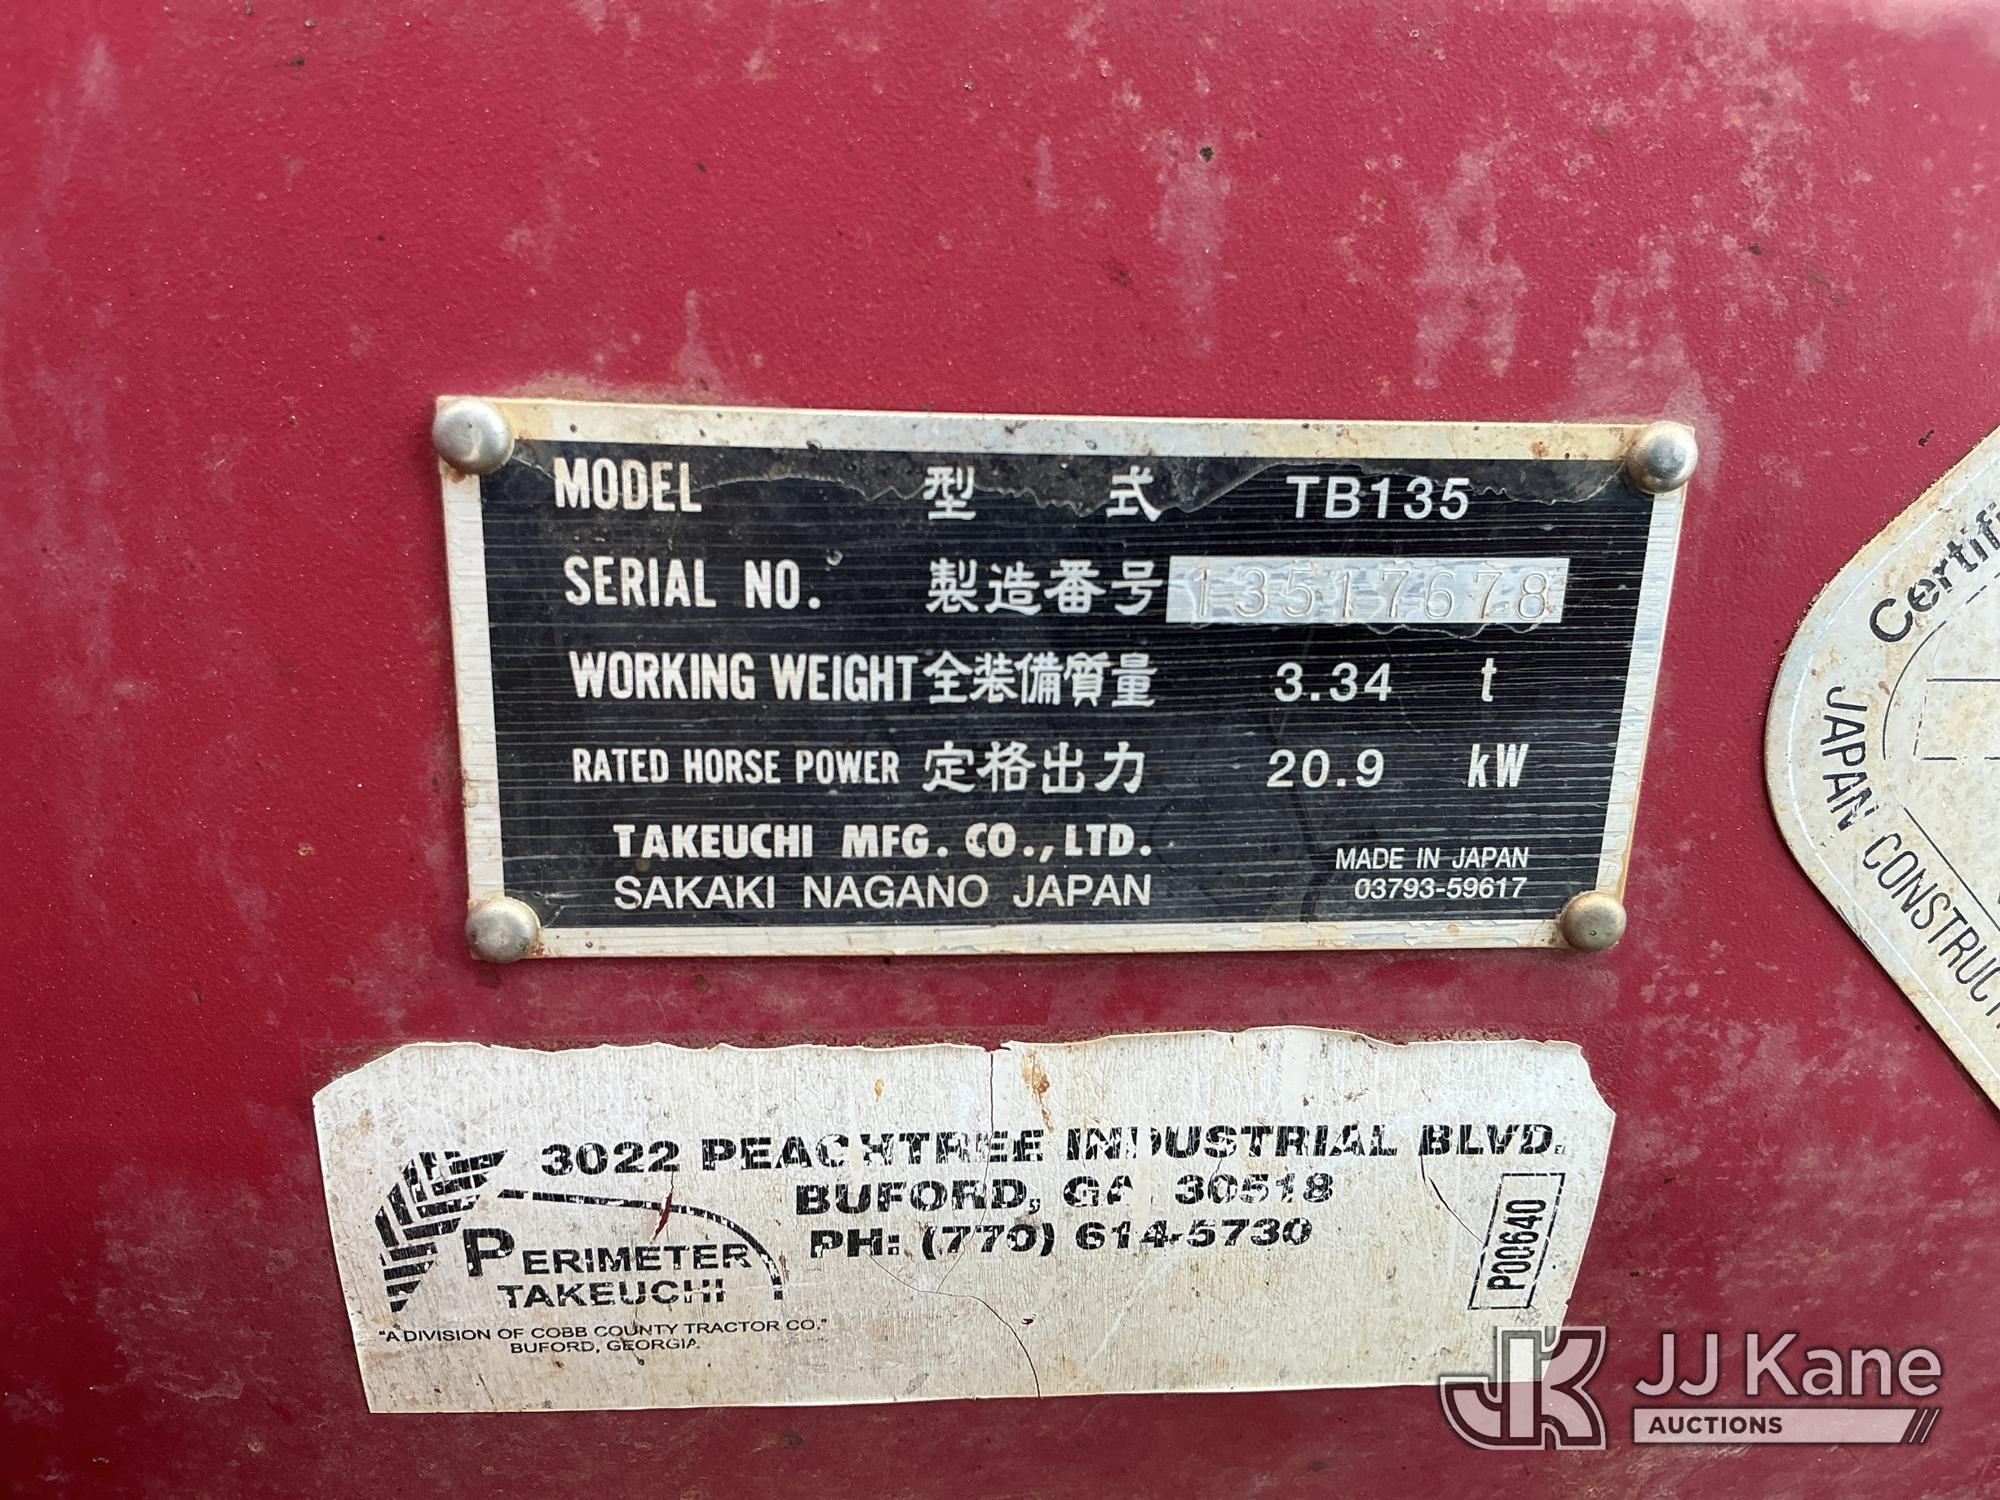 MODEL 型 式 TB135
SERIAL NO. 製造番号 13517678
WORKING WEIGHT 全装備質量 3.34 t
RATED HORSE POWER 定格出力 20.9 kW
TAKEUCHI MFG. CO., LTD.
SAKAKI NAGANO JAPAN
MADE IN JAPAN
03793-59617
JAPAN
3022 PEACHTREE INDUSTRIAL BLVD.
BUFORD, GA 30518
PH: (770) 614-5730
P00640
PERIMETER
TAKEUCHI
"A DIVISION OF COBB COUNTY TRACTOR CO."
BUFORD, GEORGIA
JK JJ Kane
AUCTIONS